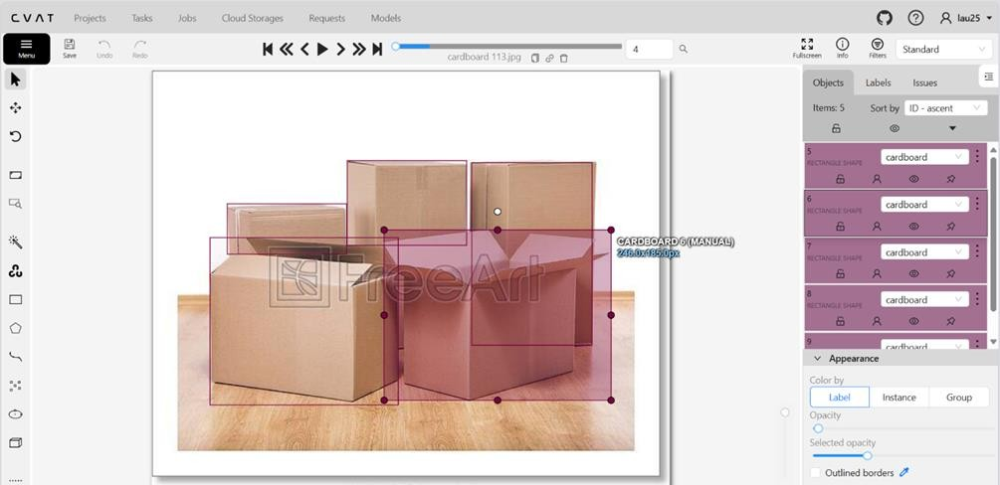 CVAT Projects Tasks Jobs Cloud Storages Requests Models lau25
Menu Save Undo Redo 4 Fullscreen Info Filters Standard
cardboard 113.jpg
Objects Labels Issues
Items: 5 Sort by ID - ascent
5 cardboard
RECTANGLE SHAPE
6 cardboard
RECTANGLE SHAPE
7 cardboard
RECTANGLE SHAPE
8 cardboard
RECTANGLE SHAPE
9 cardboard
CARDBOARD 6 (MANUAL)
246.0x185.0px
FreeArt
Appearance
Color by
Label Instance Group
Opacity
Selected opacity
Outlined borders